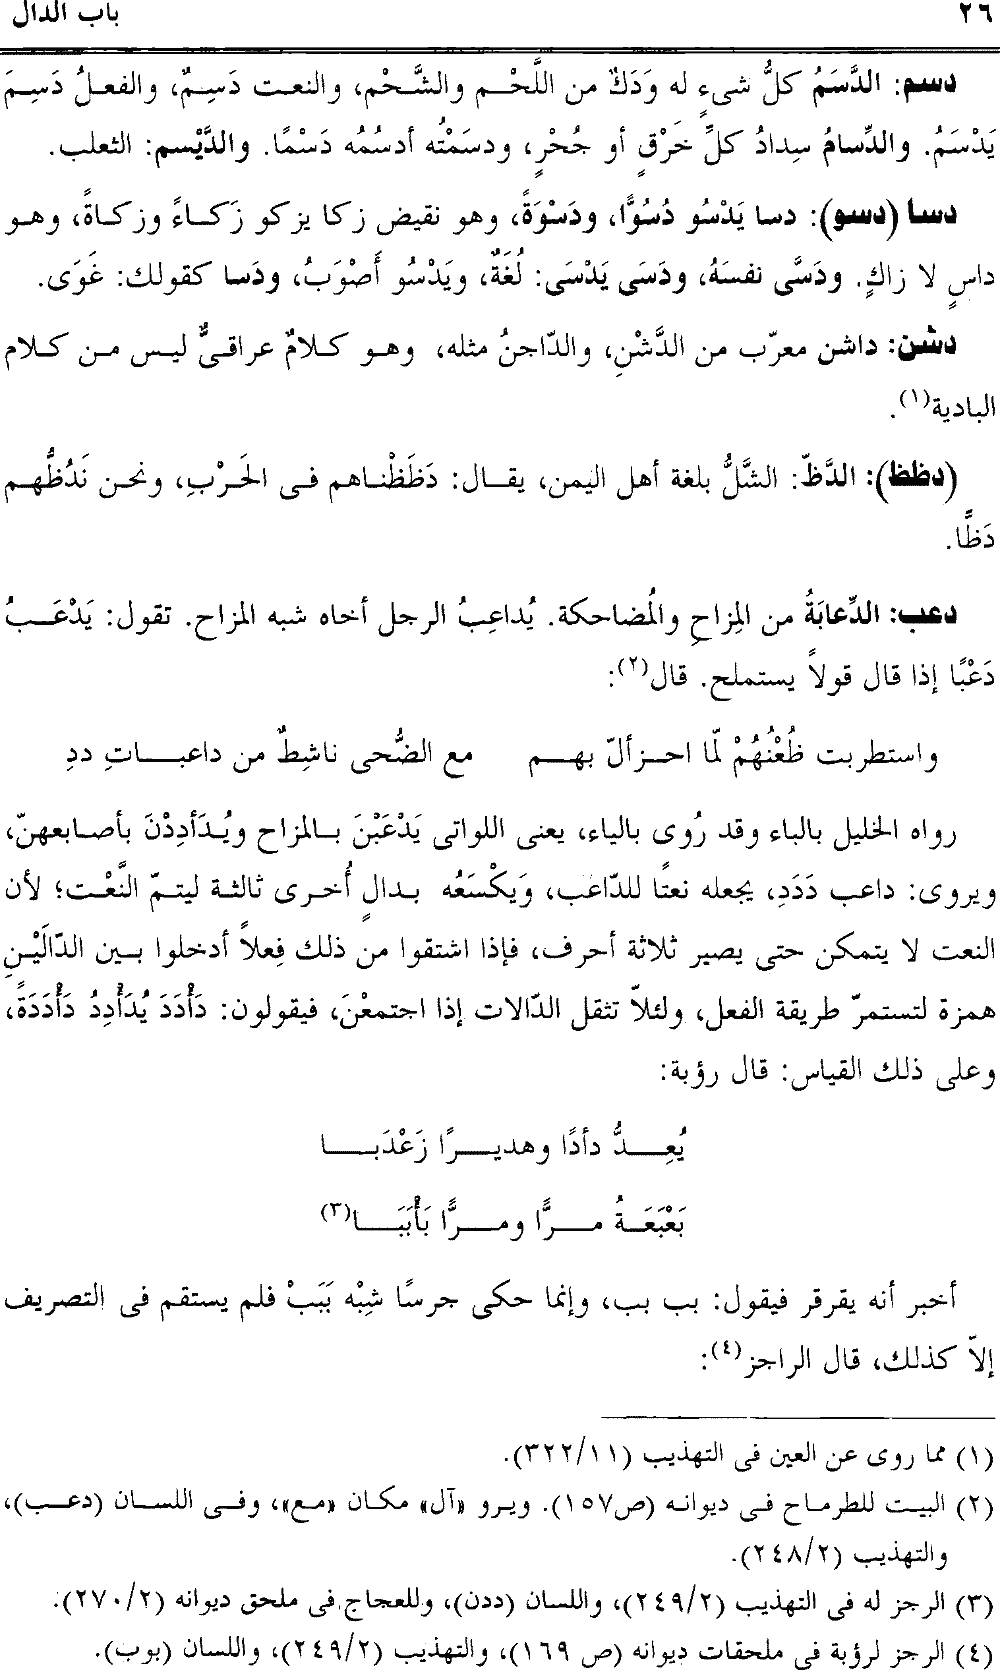 ٢٦ باب الدال
دسم: الدَّسَمُ كلُّ شىءٍ له وَدَكٌ من اللَّحْم والشَّحْم، والنعت دَسِمٌ، والفعلُ دَسِمَ
يَدْسَمُ. والدِّسامُ سِدادُ كلِّ خَرْقٍ أو جُحْرٍ، ودسَمْتُه أدسُمُه دَسْمًا. والدَّيْسم: الثعلب.
دسا (دسو): دسا يَدْسُو دُسُوًّا، ودَسْوَةً، وهو نقيض زكا يزكو زَكاءً وزكاةً، وهو
داسٍ لا زاكٍ. ودَسَّى نفسَهُ، ودَسَى يَدْسَى: لُغَةٌ، ويَدْسُو أَصْوَبُ، ودَسا كقولك: غَوَى.
دشن: داشن معرّب من الدَّشْنِ، والدّاجنُ مثله، وهو كلامٌ عراقىٌّ ليس من كلام
البادية(١).
(دظظ): الدَّظّ: الشَّلُّ بلغة أهل اليمن، يقال: دَظَظْناهم فى الحَرْبِ، ونحن نَدُظُّهم
دَظًّا.
دعب: الدِّعابَةُ من المِزاحِ والمُضاحكة. يُداعِبُ الرجل أخاه شبه المزاح. تقول: يَدْعَبُ
دَعْبًا إذا قال قولاً يستملح. قال(٢):
واستطربت ظُعْنُهُمْ لمّا احزألّ بهم مع الضُّحى ناشِطٌ من داعباتِ ددِ
رواه الخليل بالباء وقد رُوى بالياء، يعنى اللواتى يَدْعَبْنَ بالمزاح ويُدَأدِدْنَ بأصابعهنّ،
ويروى: داعب دَدَدِ، يجعله نعتًا للدّاعب، وَيكْسَعُه بدالٍ أُخرى ثالثة ليتمّ النَّعْت؛ لأن
النعت لا يتمكن حتى يصير ثلاثة أحرف، فإذا اشتقوا من ذلك فِعلاً أدخلوا بين الدّالَيْنِ
همزة لتستمرّ طريقة الفعل، ولئلاّ تثقل الدّالات إذا اجتمعْنَ، فيقولون: دَأْدَدَ يُدَأْدِدُ دَأْدَدَةً،
وعلى ذلك القياس: قال رؤبة:
يُعِدُّ دأدًا وهديرًا زَعْدَبَا
بَعْبَعَةُ مرًّا ومرًّا بَأْبَبَا(٣)
أخبر أنه يقرقر فيقول: بب بب، وإنما حكى جرسًا شِبْه بَبَبْ فلم يستقم فى التصريف
إلاّ كذلك، قال الراجز(٤):
(١) مما روى عن العين فى التهذيب (٣٢٢/١١).
(٢) البيت للطرماح فى ديوانه (ص١٥٧). ويرو «آل» مكان «مع»، وفى اللسان (دعب)،
والتهذيب (٢٤٨/٢).
(٣) الرجز له فى التهذيب (٢٤٩/٢)، واللسان (ددن)، وللعجاج فى ملحق ديوانه (٢٧٠/٢).
(٤) الرجز لرؤبة فى ملحقات ديوانه (ص ١٦٩)، والتهذيب (٢٤٩/٢)، واللسان (بوب).